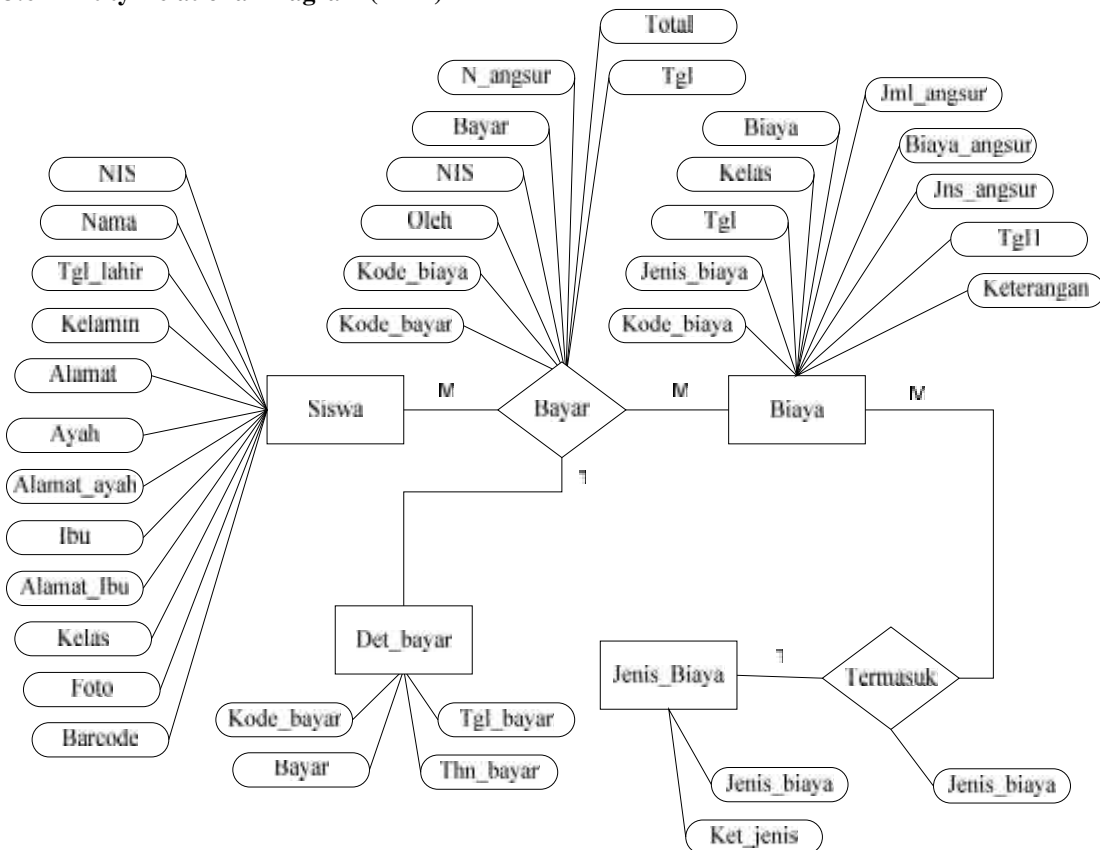 Total
N_angsur
Tgl
Bayar
NIS
Oleh
Kode_biaya
Kode_bayar
Jml_angsur
Biaya
Biaya_angsur
Kelas
Jns_angsur
Tgl
Tgl1
Jenis_biaya
Keterangan
Kode_biaya
NIS
Nama
Tgl_lahir
Kelamin
Alamat
Ayah
Alamat_ayah
Ibu
Alamat_Ibu
Kelas
Foto
Barcode
Siswa
M
Bayar
M
Biaya
M
1
Det_bayar
Kode_bayar
Tgl_bayar
Bayar
Thn_bayar
Jenis_Biaya
1
Termasuk
Jenis_biaya
Ket_jenis
Jenis_biaya